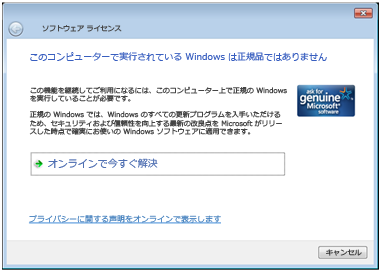 ソフトウェア ライセンス
このコンピューターで実行されている Windows は正規品ではありません
この機能を継続してご利用になるには、このコンピューター上で正規の Windows
を実行していることが必要です。
正規の Windows では、Windows のすべての更新プログラムを入手いただける
ため、セキュリティおよび信頼性を向上する最新の改良点を Microsoft がリリー
スした時点で確実にお使いの Windows ソフトウェアに適用できます。
ask for
genuine
Microsoft
software
オンラインで今すぐ解決
プライバシーに関する声明をオンラインで表示します
キャンセル